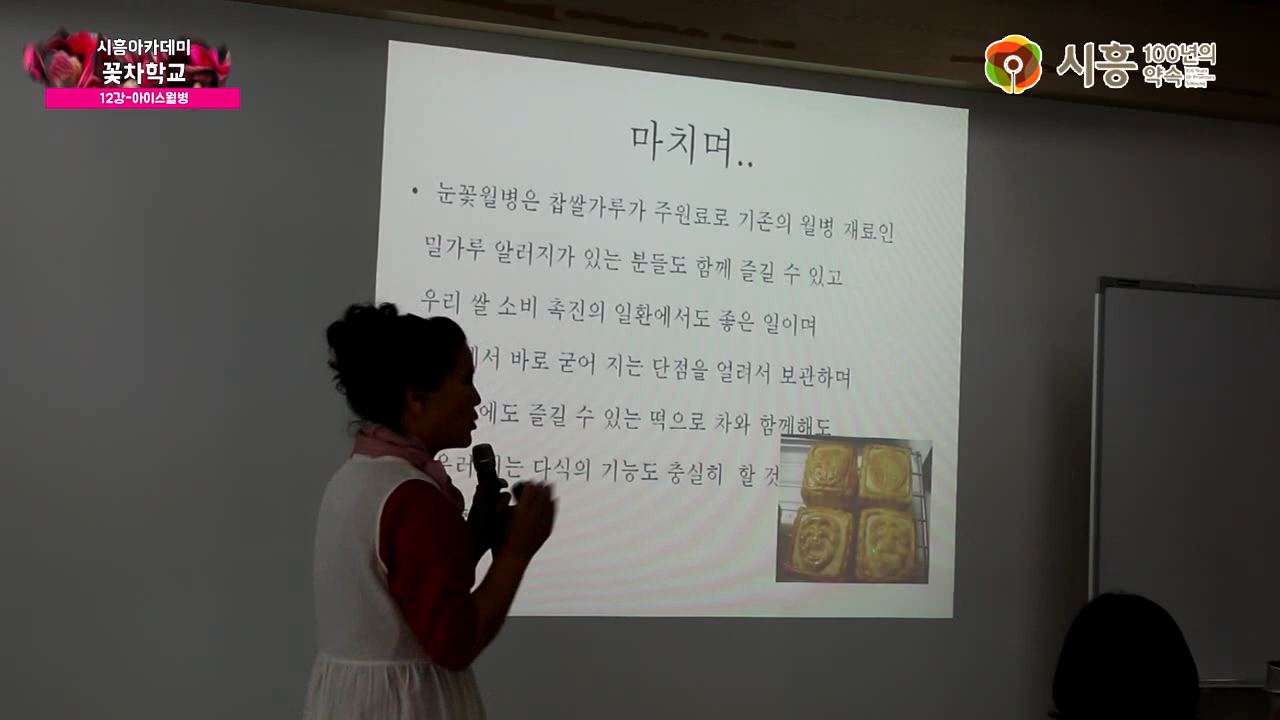 시흥아카데미
꽃차학교
12강-아이스월병
시흥 100년의
약속
마치며..
• 눈꽃월병은 찹쌀가루가 주원료로 기존의 월병 재료인
밀가루 알러지가 있는 분들도 함께 즐길 수 있고
우리 쌀 소비 촉진의 일환에서도 좋은 일이며
바로 굳어 지는 단점을 얼려서 보관하며
즐길 수 있는 떡으로 차와 함께해도
다식의 기능도 충실히 할 것